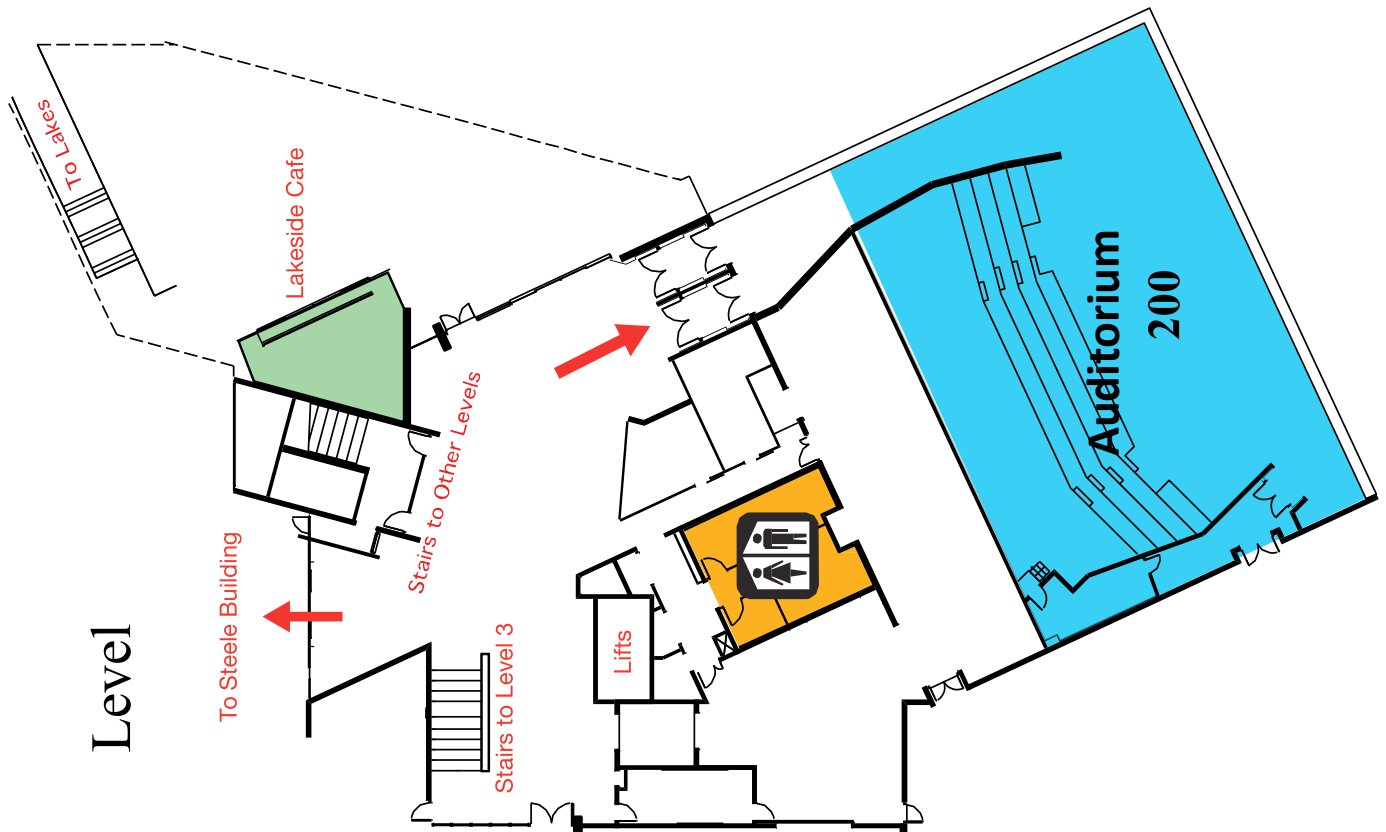 Level
To Steele Building
To Lakes
Lakeside Cafe
Stairs to Other Levels
Stairs to Level 3
Lifts
Auditorium
200